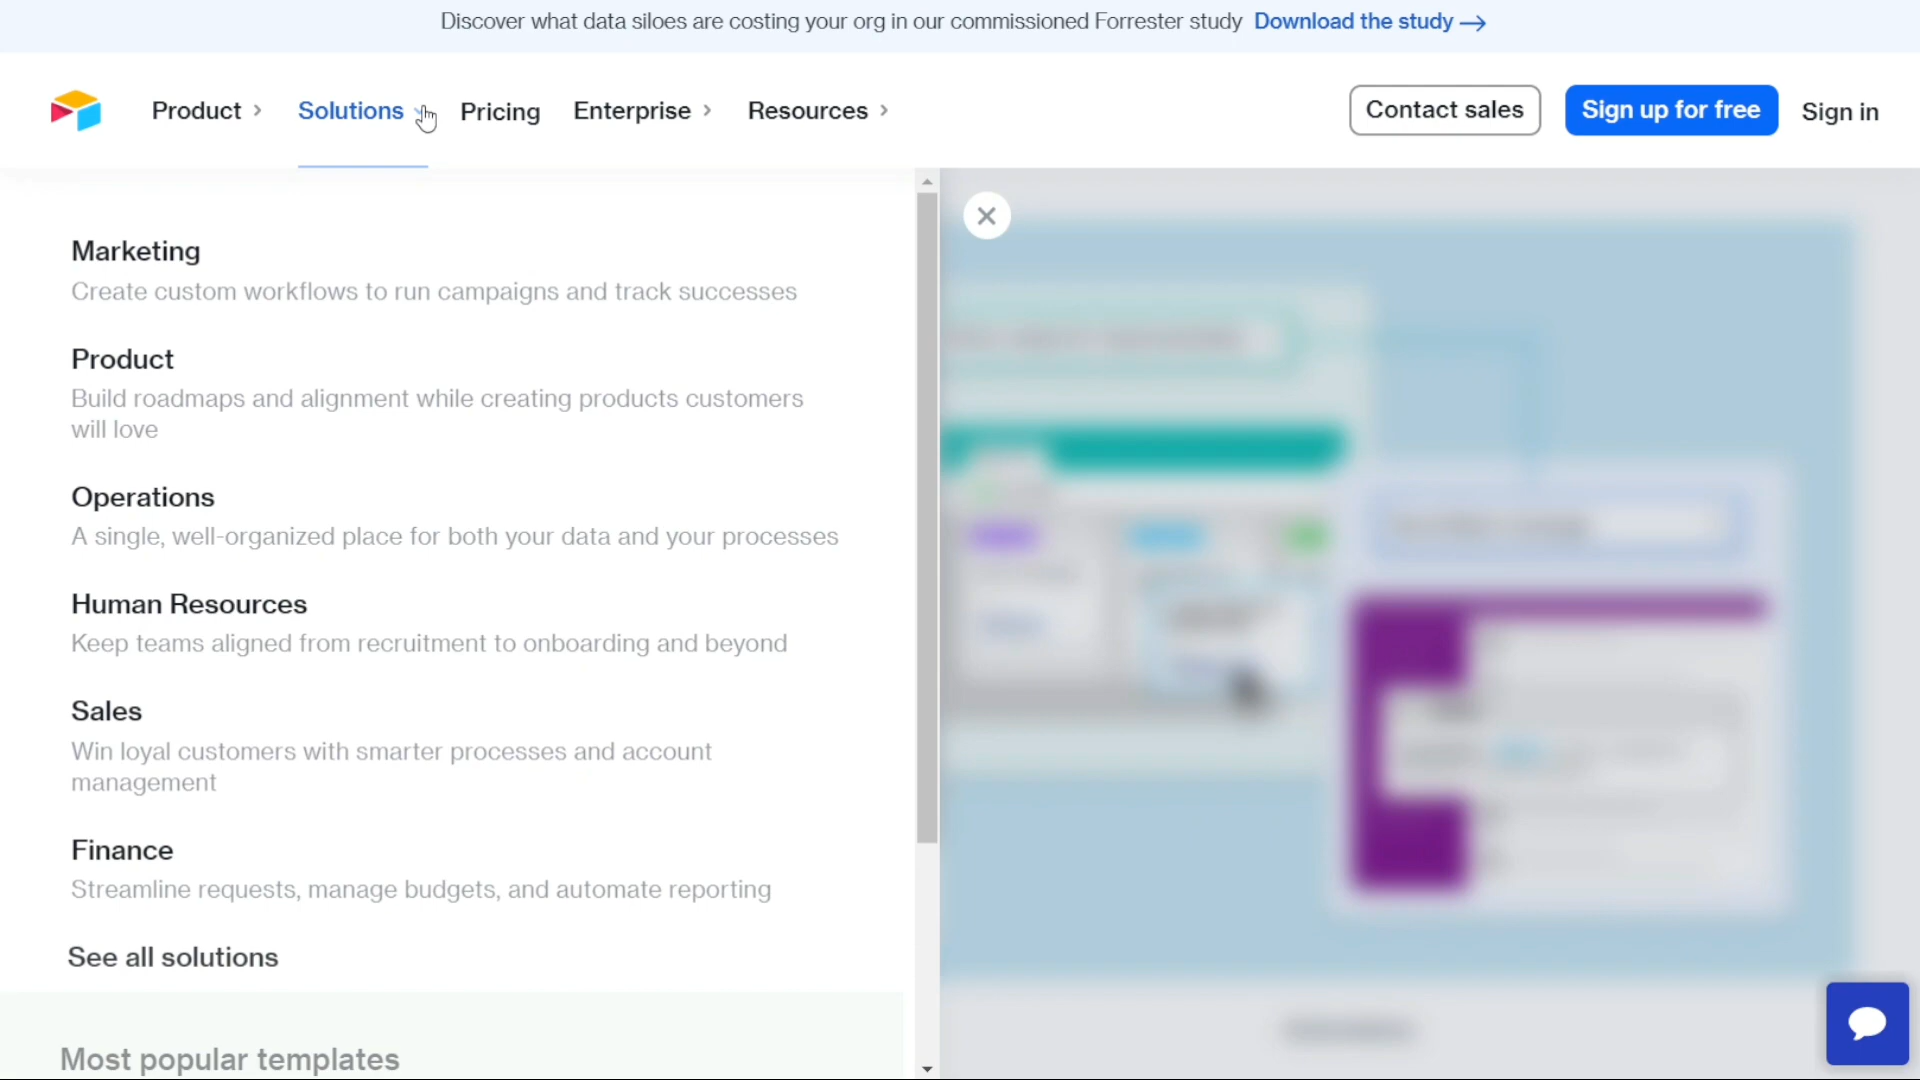 Discover what data siloes are costing your org in our commissioned Forrester study Download the study
Product Solutions Pricing Enterprise Resources Contact sales Sign up for free Sign in
Marketing
Create custom workflows to run campaigns and track successes
Product
Build roadmaps and alignment while creating products customers
will love
Operations
A single, well-organized place for both your data and your processes
Human Resources
Keep teams aligned from recruitment to onboarding and beyond
Sales
Win loyal customers with smarter processes and account
management
Finance
Streamline requests, manage budgets, and automate reporting
See all solutions
Most popular templates